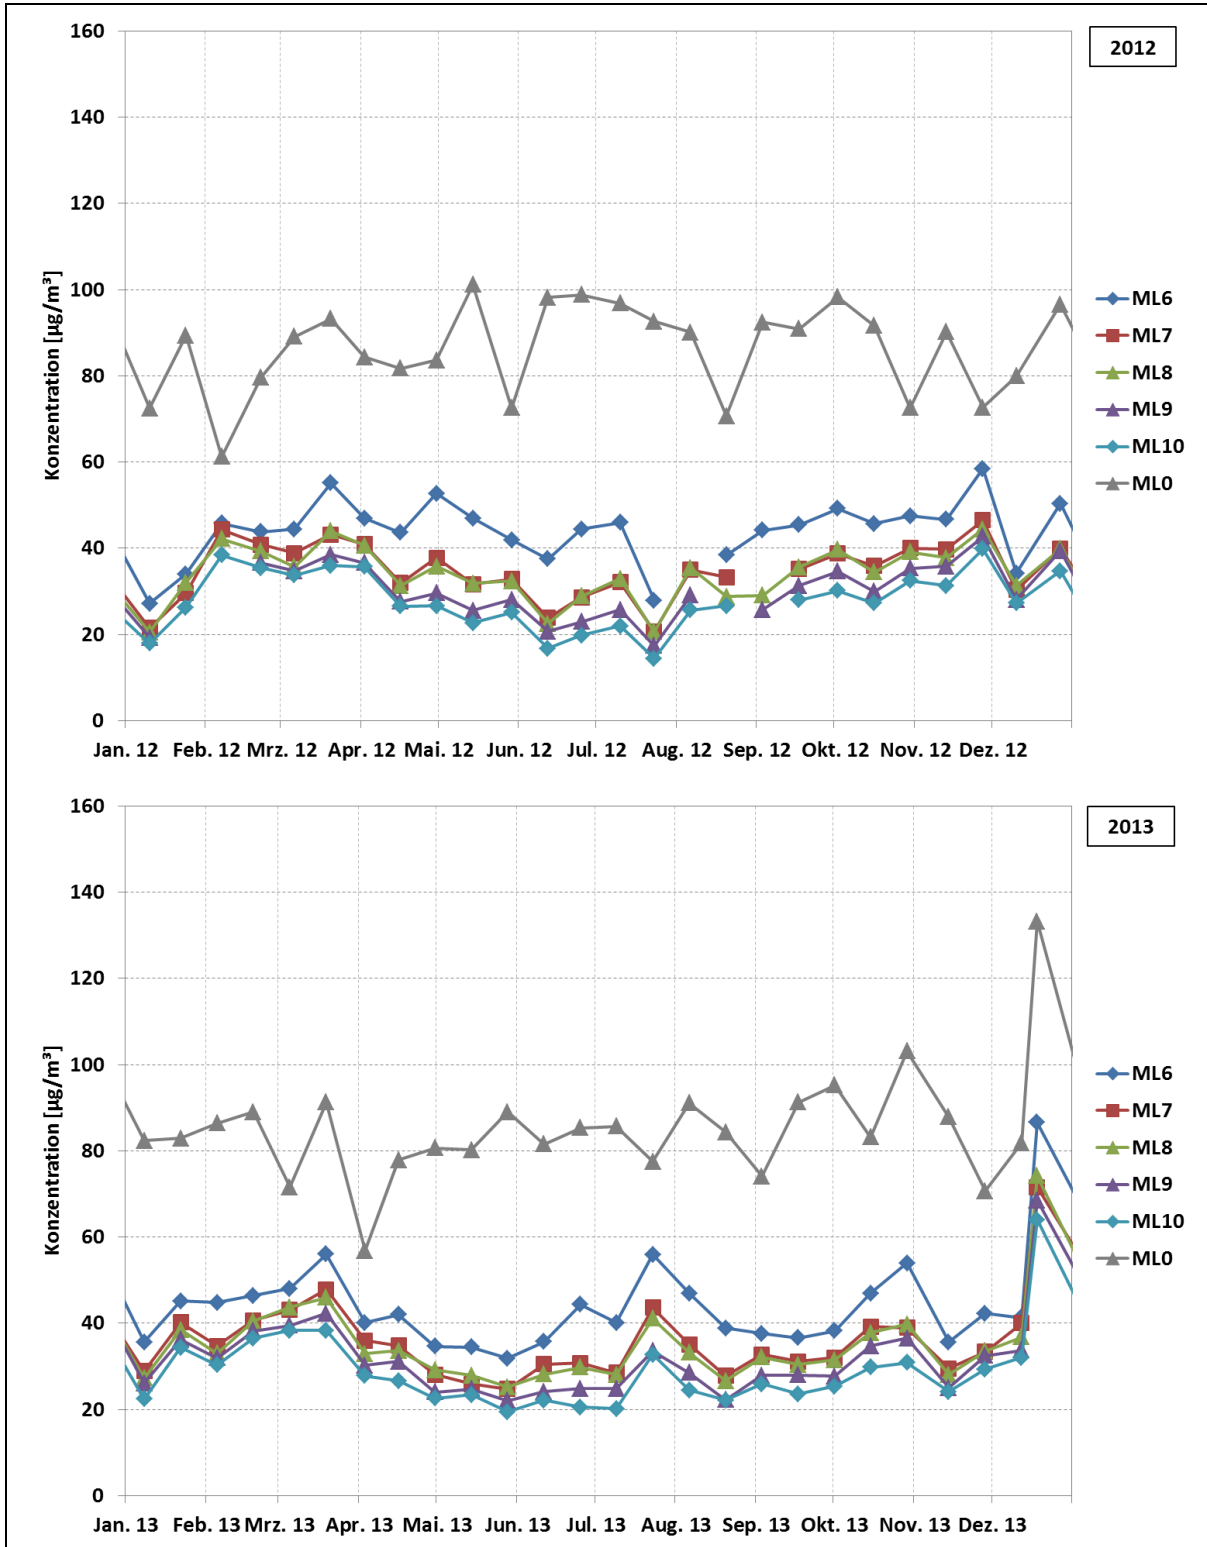 2012
Konzentration [µg/m³]
160
140
120
100
80
60
40
20
0
Jan. 12 Feb. 12 Mrz. 12 Apr. 12 Mai. 12 Jun. 12 Jul. 12 Aug. 12 Sep. 12 Okt. 12 Nov. 12 Dez. 12
ML6
ML7
ML8
ML9
ML10
ML0
2013
Konzentration [µg/m³]
160
140
120
100
80
60
40
20
0
Jan. 13 Feb. 13 Mrz. 13 Apr. 13 Mai. 13 Jun. 13 Jul. 13 Aug. 13 Sep. 13 Okt. 13 Nov. 13 Dez. 13
ML6
ML7
ML8
ML9
ML10
ML0